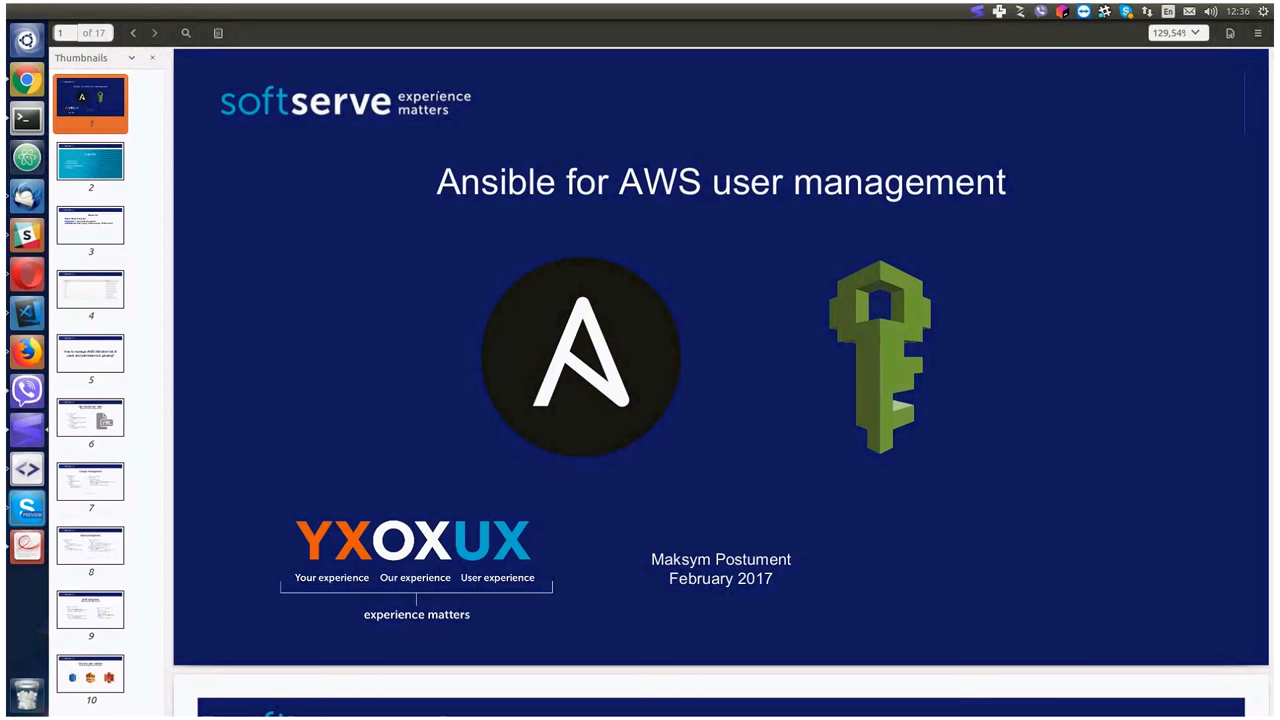 En
12:36
1
of 17
129,54%
Thumbnails
1
2
3
4
5
6
7
8
9
10
softserve experience
matters
Ansible for AWS user management
YXOXUX
Your experience Our experience User experience
experience matters
Maksym Postument
February 2017
S
PREVIEW